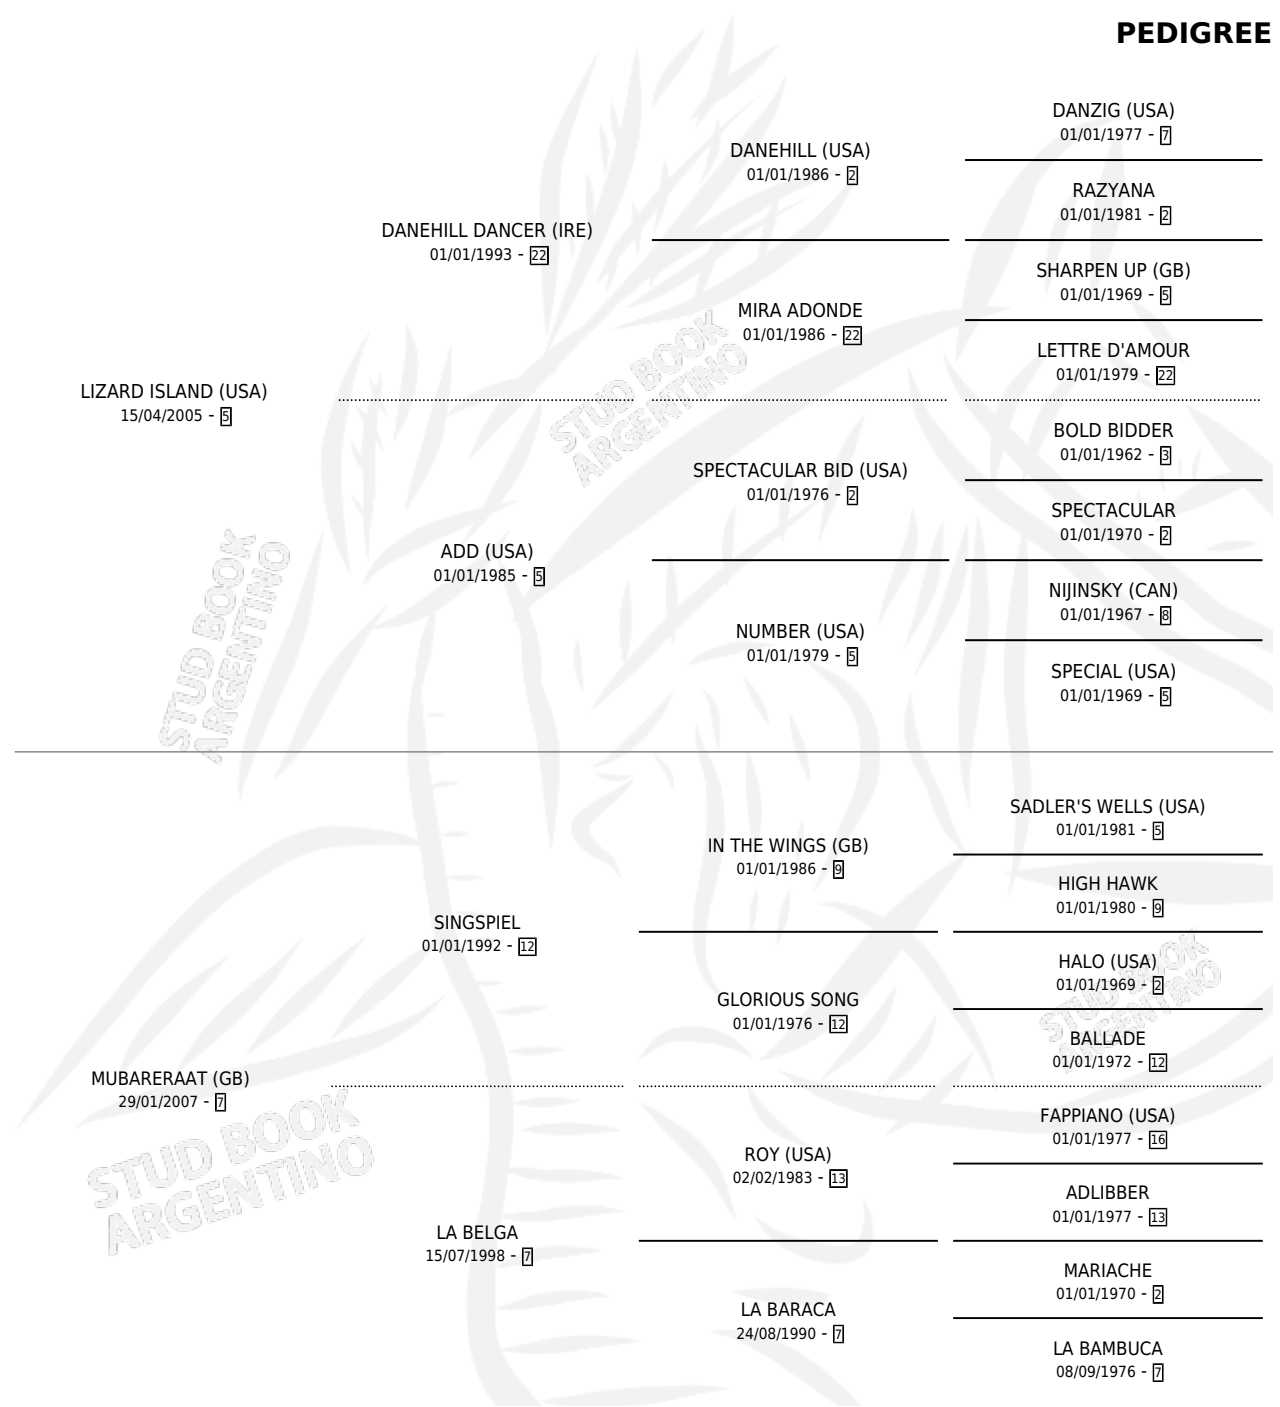 PEDIGREE
DANZIG (USA)
01/01/1977 - 7
DANEHILL (USA)
01/01/1986 - 2
RAZYANA
01/01/1981 - 2
DANEHILL DANCER (IRE)
01/01/1993 - 22
SHARPEN UP (GB)
01/01/1969 - 5
MIRA ADONDE
01/01/1986 - 22
LETTRE D'AMOUR
01/01/1979 - 22
LIZARD ISLAND (USA)
15/04/2005 - 5
BOLD BIDDER
01/01/1962 - 3
SPECTACULAR BID (USA)
01/01/1976 - 2
SPECTACULAR
01/01/1970 - 2
ADD (USA)
01/01/1985 - 5
NIJINSKY (CAN)
01/01/1967 - 8
NUMBER (USA)
01/01/1979 - 5
SPECIAL (USA)
01/01/1969 - 5
SADLER'S WELLS (USA)
01/01/1981 - 5
IN THE WINGS (GB)
01/01/1986 - 9
HIGH HAWK
01/01/1980 - 9
SINGSPIEL
01/01/1992 - 12
HALO (USA)
01/01/1969 - 2
GLORIOUS SONG
01/01/1976 - 12
BALLADE
01/01/1972 - 12
MUBARERAAT (GB)
29/01/2007 - 7
FAPPIANO (USA)
01/01/1977 - 16
ROY (USA)
02/02/1983 - 13
ADLIBBER
01/01/1977 - 13
LA BELGA
15/07/1998 - 7
MARIACHE
01/01/1970 - 2
LA BARACA
24/08/1990 - 7
LA BAMBUCA
08/09/1976 - 7
STUD BOOK
ARGENTINO
STUD BOOK
ARGENTINO
STUD BOOK
ARGENTINO
STUD BOOK
ARGENTINO